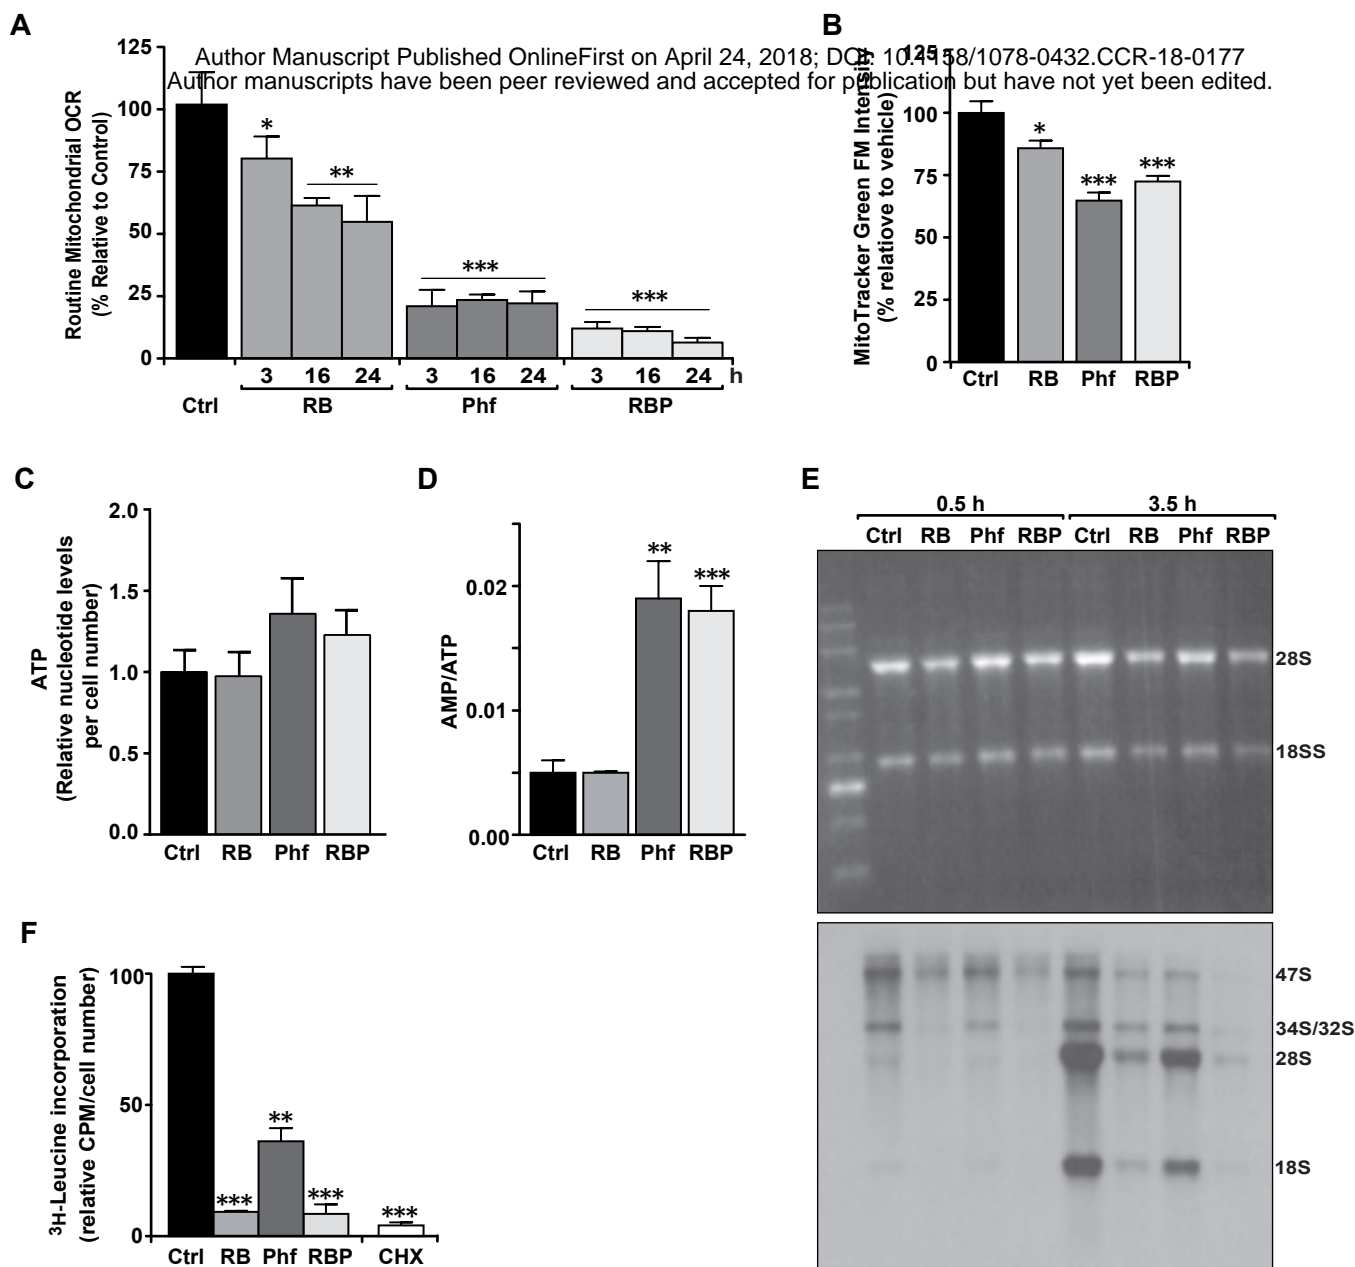 A
B
Author Manuscript Published OnlineFirst on April 24, 2018; DOI: 10.1158/1078-0432.CCR-18-0177
Author manuscripts have been peer reviewed and accepted for publication but have not yet been edited.
Routine Mitochondrial OCR
(% Relative to Control)
125
100
75
50
25
0
*
**
***
***
3 16 24 3 16 24 3 16 24 h
Ctrl RB Phf RBP
MitoTracker Green FM Intensity
(% relatiove to vehicle)
125
100
75
50
25
0
*
***
***
Ctrl RB Phf RBP
C
ATP
(Relative nucleotide levels
per cell number)
2.0
1.5
1.0
0.5
0.0
Ctrl RB Phf RBP
D
AMP/ATP
0.02
0.01
0.00
**
***
Ctrl RB Phf RBP
E
0.5 h 3.5 h
Ctrl RB Phf RBP Ctrl RB Phf RBP
28S
18SS
47S
34S/32S
28S
18S
F
³H-Leucine incorporation
(relative CPM/cell number)
100
50
0
***
**
***
***
Ctrl RB Phf RBP CHX